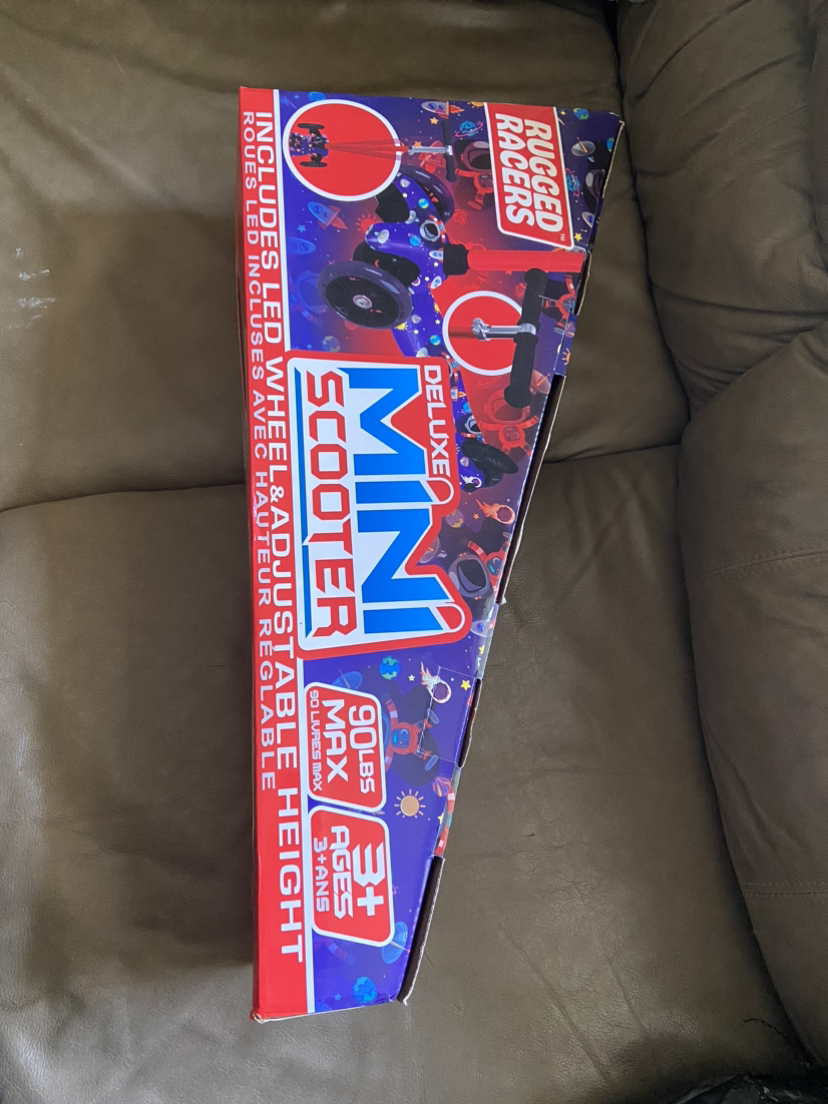 RUGGED
RACERS™
DELUXE
MINI
SCOOTER
90LBS
MAX
90 LIVRES MAX
3+
AGES
3+ANS
INCLUDES LED WHEEL&ADJUSTABLE HEIGHT
ROUES LED INCLUSES AVEC HAUTEUR RÉGLABLE